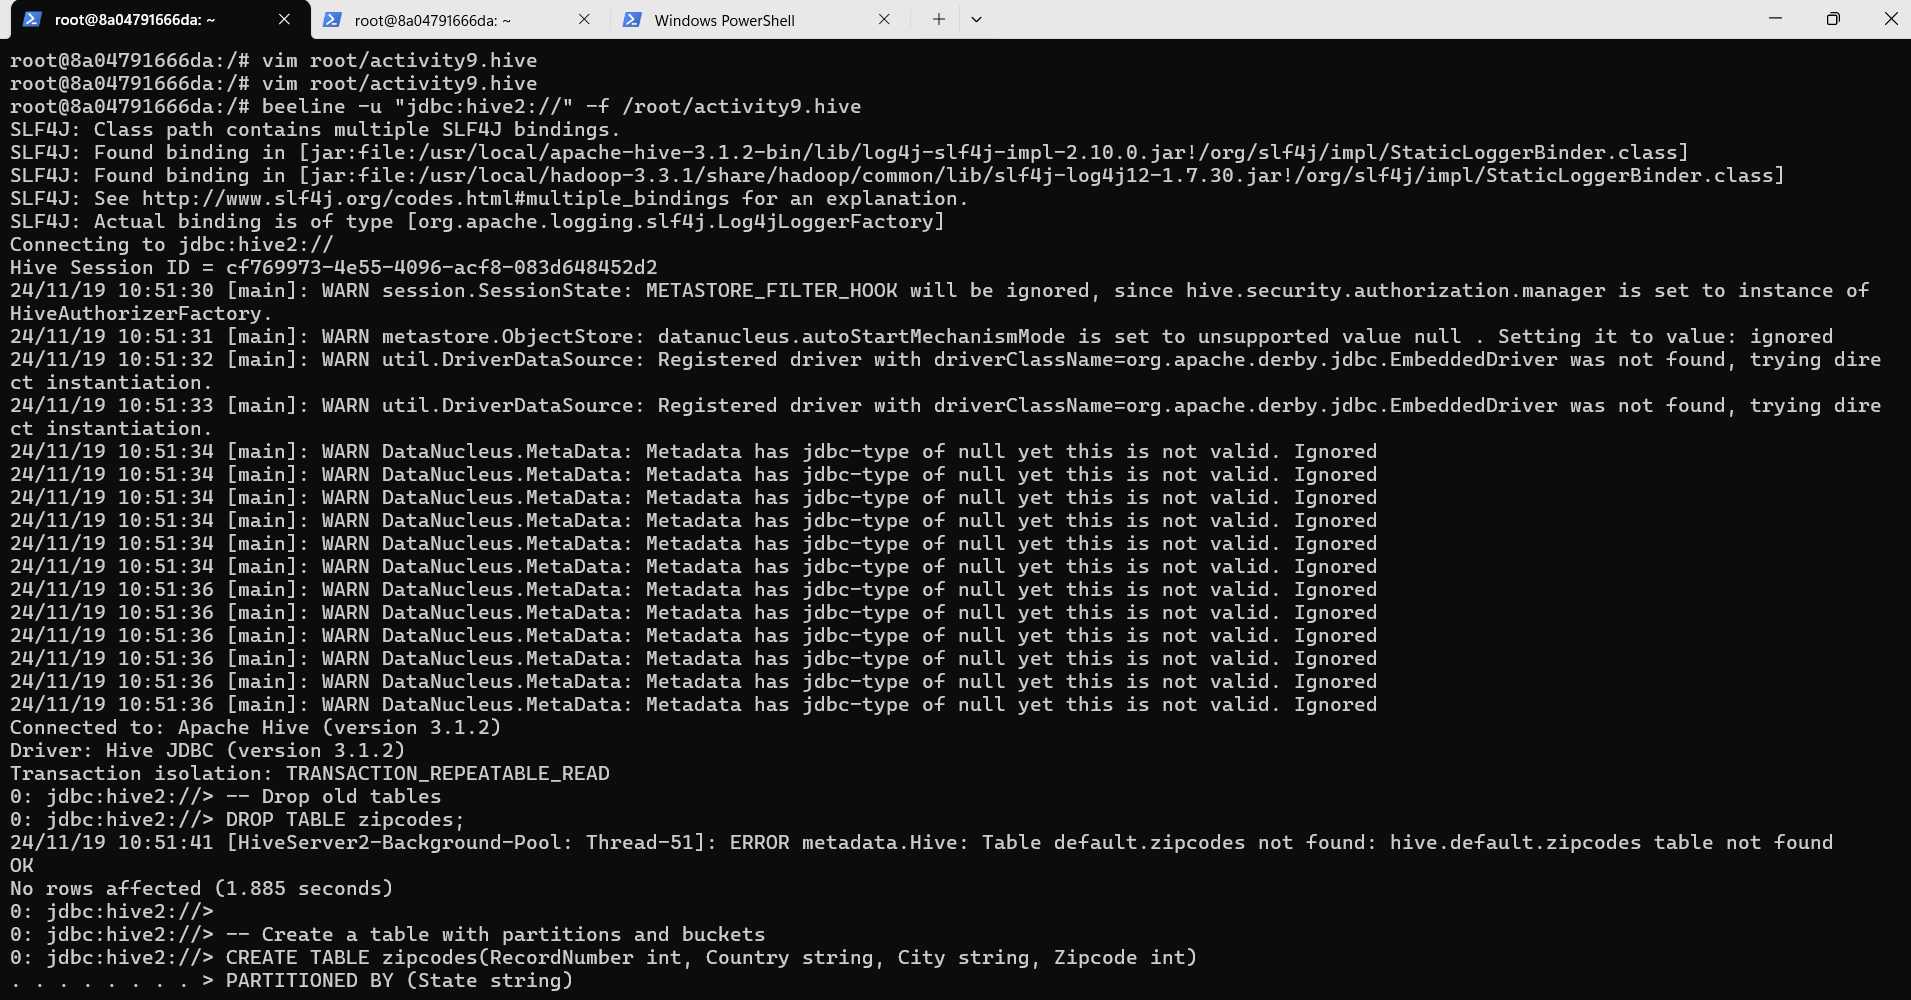 root@8a04791666da: ~
root@8a04791666da: ~
Windows PowerShell
root@8a04791666da:/# vim root/activity9.hive
root@8a04791666da:/# vim root/activity9.hive
root@8a04791666da:/# beeline -u "jdbc:hive2://" -f /root/activity9.hive
SLF4J: Class path contains multiple SLF4J bindings.
SLF4J: Found binding in [jar:file:/usr/local/apache-hive-3.1.2-bin/lib/log4j-slf4j-impl-2.10.0.jar!/org/slf4j/impl/StaticLoggerBinder.class]
SLF4J: Found binding in [jar:file:/usr/local/hadoop-3.3.1/share/hadoop/common/lib/slf4j-log4j12-1.7.30.jar!/org/slf4j/impl/StaticLoggerBinder.class]
SLF4J: See http://www.slf4j.org/codes.html#multiple_bindings for an explanation.
SLF4J: Actual binding is of type [org.apache.logging.slf4j.Log4jLoggerFactory]
Connecting to jdbc:hive2://
Hive Session ID = cf769973-4e55-4096-acf8-083d648452d2
24/11/19 10:51:30 [main]: WARN session.SessionState: METASTORE_FILTER_HOOK will be ignored, since hive.security.authorization.manager is set to instance of
HiveAuthorizerFactory.
24/11/19 10:51:31 [main]: WARN metastore.ObjectStore: datanucleus.autoStartMechanismMode is set to unsupported value null . Setting it to value: ignored
24/11/19 10:51:32 [main]: WARN util.DriverDataSource: Registered driver with driverClassName=org.apache.derby.jdbc.EmbeddedDriver was not found, trying dire
ct instantiation.
24/11/19 10:51:33 [main]: WARN util.DriverDataSource: Registered driver with driverClassName=org.apache.derby.jdbc.EmbeddedDriver was not found, trying dire
ct instantiation.
24/11/19 10:51:34 [main]: WARN DataNucleus.MetaData: Metadata has jdbc-type of null yet this is not valid. Ignored
24/11/19 10:51:34 [main]: WARN DataNucleus.MetaData: Metadata has jdbc-type of null yet this is not valid. Ignored
24/11/19 10:51:34 [main]: WARN DataNucleus.MetaData: Metadata has jdbc-type of null yet this is not valid. Ignored
24/11/19 10:51:34 [main]: WARN DataNucleus.MetaData: Metadata has jdbc-type of null yet this is not valid. Ignored
24/11/19 10:51:34 [main]: WARN DataNucleus.MetaData: Metadata has jdbc-type of null yet this is not valid. Ignored
24/11/19 10:51:34 [main]: WARN DataNucleus.MetaData: Metadata has jdbc-type of null yet this is not valid. Ignored
24/11/19 10:51:36 [main]: WARN DataNucleus.MetaData: Metadata has jdbc-type of null yet this is not valid. Ignored
24/11/19 10:51:36 [main]: WARN DataNucleus.MetaData: Metadata has jdbc-type of null yet this is not valid. Ignored
24/11/19 10:51:36 [main]: WARN DataNucleus.MetaData: Metadata has jdbc-type of null yet this is not valid. Ignored
24/11/19 10:51:36 [main]: WARN DataNucleus.MetaData: Metadata has jdbc-type of null yet this is not valid. Ignored
24/11/19 10:51:36 [main]: WARN DataNucleus.MetaData: Metadata has jdbc-type of null yet this is not valid. Ignored
24/11/19 10:51:36 [main]: WARN DataNucleus.MetaData: Metadata has jdbc-type of null yet this is not valid. Ignored
Connected to: Apache Hive (version 3.1.2)
Driver: Hive JDBC (version 3.1.2)
Transaction isolation: TRANSACTION_REPEATABLE_READ
0: jdbc:hive2://> -- Drop old tables
0: jdbc:hive2://> DROP TABLE zipcodes;
24/11/19 10:51:41 [HiveServer2-Background-Pool: Thread-51]: ERROR metadata.Hive: Table default.zipcodes not found: hive.default.zipcodes table not found
OK
No rows affected (1.885 seconds)
0: jdbc:hive2://>
0: jdbc:hive2://> -- Create a table with partitions and buckets
0: jdbc:hive2://> CREATE TABLE zipcodes(RecordNumber int, Country string, City string, Zipcode int)
. . . . . . . . > PARTITIONED BY (State string)